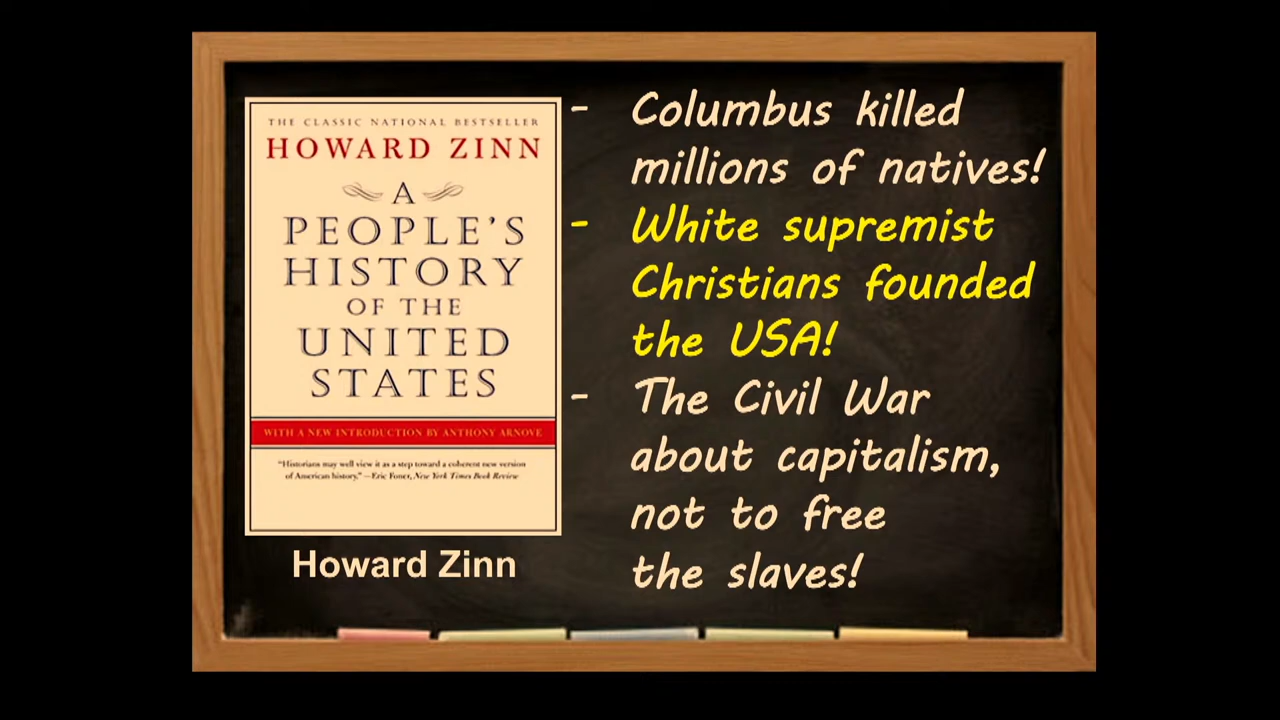 THE CLASSIC NATIONAL BESTSELLER
HOWARD ZINN
A
PEOPLE'S
HISTORY
OF THE
UNITED
STATES
WITH A NEW INTRODUCTION BY ANTHONY ARNOVE
"Historians may well view it as a step toward a coherent new version
of American history." —Eric Foner, New York Times Book Review
Howard Zinn
- Columbus killed
millions of natives!
- White supremist
Christians founded
the USA!
- The Civil War
about capitalism,
not to free
the slaves!